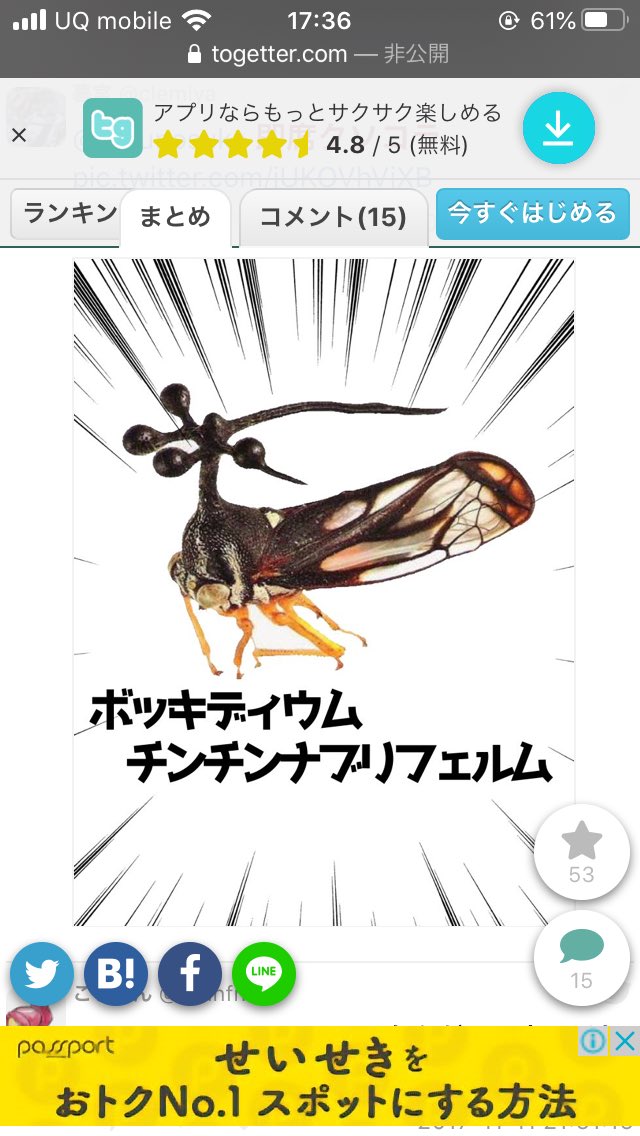 UQ mobile 17:36 61%
togetter.com — 非公開
@clemiya
アプリならもっとサクサク楽しめる
×
tg
4.8 / 5 (無料)
pic.twitter.com/iUKOVhVjXB
ランキン
まとめ
コメント(15)
今すぐはじめる
ボッキディウム
チンチンナブリフェルム
53
15
B!
f
LINE
passport
せいせきを
おトクNo.1 スポットにする方法